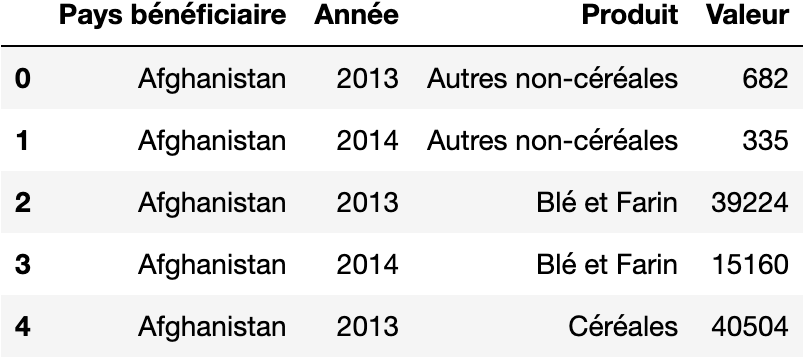 Pays bénéficiaire Année Produit Valeur
0 Afghanistan 2013 Autres non-céréales 682
1 Afghanistan 2014 Autres non-céréales 335
2 Afghanistan 2013 Blé et Farin 39224
3 Afghanistan 2014 Blé et Farin 15160
4 Afghanistan 2013 Céréales 40504